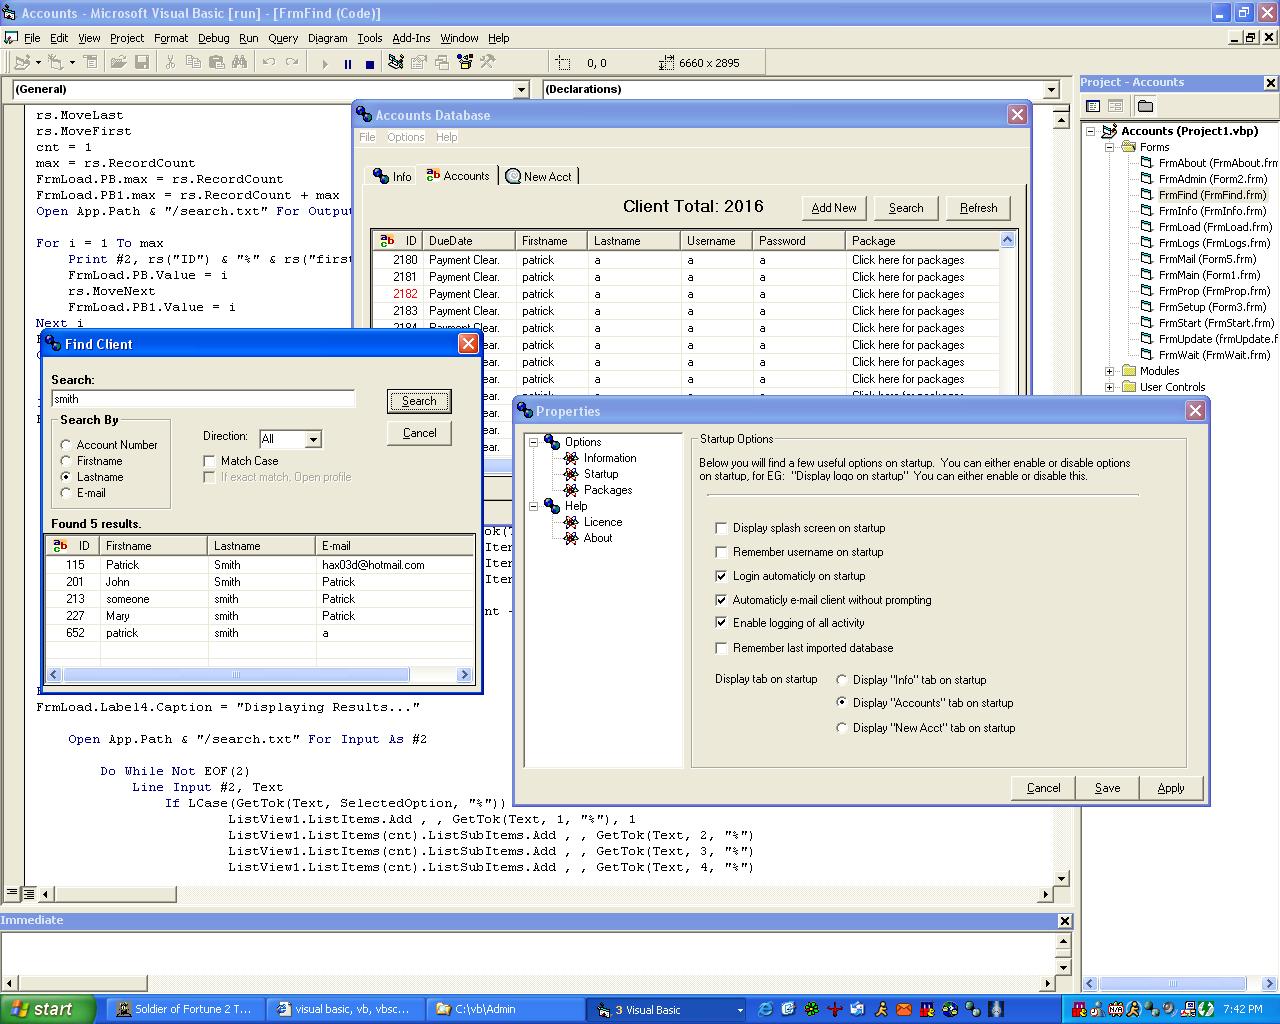 Accounts - Microsoft Visual Basic [run] - [FrmFind (Code)]
File Edit View Project Format Debug Run Query Diagram Tools Add-Ins Window Help
0, 0 6660 x 2895
(General) (Declarations)
rs.MoveLast
rs.MoveFirst
cnt = 1
max = rs.RecordCount
FrmLoad.PB.max = rs.RecordCount
FrmLoad.PB1.max = rs.RecordCount + max
Open App.Path & "/search.txt" For Output
For i = 1 To max
Print #2, rs("ID") & "%" & rs("first
FrmLoad.PB.Value = i
rs.MoveNext
FrmLoad.PB1.Value = i
Next i
Accounts Database
File Options Help
Info Accounts New Acct
Client Total: 2016 Add New Search Refresh
ID DueDate Firstname Lastname Username Password Package
2180 Payment Clear. patrick a a a Click here for packages
2181 Payment Clear. patrick a a a Click here for packages
2182 Payment Clear. patrick a a a Click here for packages
2183 Payment Clear. patrick a a a Click here for packages
2184 Payment Clear. patrick a a a Click here for packages
Clear. patrick a a a Click here for packages
Clear. patrick a a a Click here for packages
Clear. patrick a a a Click here for packages
Clear. patrick a a a Click here for packages
Clear.
Clear.
Clear.
Find Client
Search:
smith
Search
Cancel
Search By
Account Number
Firstname
Lastname
E-mail
Direction: All
Match Case
If exact match, Open profile
Found 5 results.
ID Firstname Lastname E-mail
115 Patrick Smith hax03d@hotmail.com
201 John Smith Patrick
213 someone smith Patrick
227 Mary smith Patrick
652 patrick smith a
Properties
Options
Information
Startup
Packages
Help
Licence
About
Startup Options
Below you will find a few useful options on startup. You can either enable or disable options
on startup, for EG: "Display logo on startup" You can either enable or disable this.
Display splash screen on startup
Remember username on startup
Login automaticly on startup
Automaticly e-mail client without prompting
Enable logging of all activity
Remember last imported database
Display tab on startup
Display "Info" tab on startup
Display "Accounts" tab on startup
Display "New Acct" tab on startup
Cancel Save Apply
FrmLoad.Label4.Caption = "Displaying Results..."
Open App.Path & "/search.txt" For Input As #2
Do While Not EOF(2)
Line Input #2, Text
If LCase(GetTok(Text, SelectedOption, "%"))
ListView1.ListItems.Add , , GetTok(Text, 1, "%"), 1
ListView1.ListItems(cnt).ListSubItems.Add , , GetTok(Text, 2, "%")
ListView1.ListItems(cnt).ListSubItems.Add , , GetTok(Text, 3, "%")
ListView1.ListItems(cnt).ListSubItems.Add , , GetTok(Text, 4, "%")
Project - Accounts
Accounts (Project1.vbp)
Forms
FrmAbout (FrmAbout.frm
FrmAdmin (Form2.frm)
FrmFind (FrmFind.frm)
FrmInfo (FrmInfo.frm)
FrmLoad (FrmLoad.frm)
FrmLogs (FrmLogs.frm)
FrmMail (Form5.frm)
FrmMain (Form1.frm)
FrmProp (FrmProp.frm)
FrmSetup (Form3.frm)
FrmStart (FrmStart.frm)
FrmUpdate (frmUpdate.f
FrmWait (FrmWait.frm)
Modules
User Controls
Immediate
start Soldier of Fortune 2 T... visual basic, vb, vbsc... C:\vb\Admin 3 Visual Basic 7:42 PM